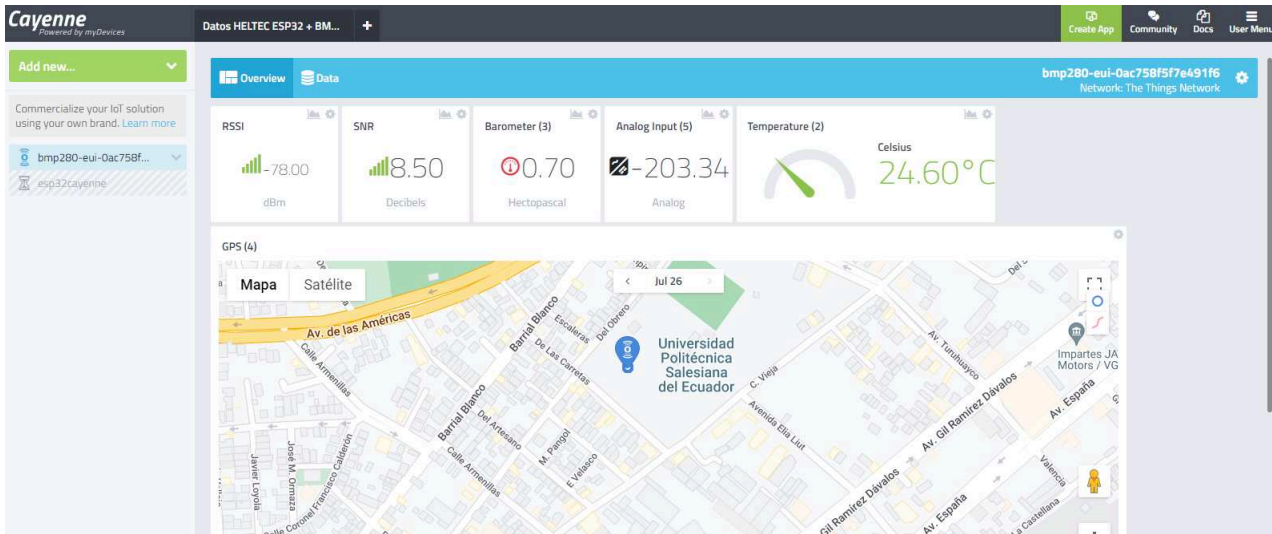 Cayenne
Powered by myDevices
Datos HELTEC ESP32 + BM...
+
Create App
Community
Docs
User Menu
Add new...
Commercialize your IoT solution
using your own brand. Learn more
bmp280-eui-0ac758f...
esp32cayenne
Overview
Data
bmp280-eui-0ac758f5f7e491f6
Network: The Things Network
RSSI
-78.00
dBm
SNR
8.50
Decibels
Barometer (3)
0.70
Hectopascal
Analog Input (5)
-203.34
Analog
Temperature (2)
Celsius
24.60°C
GPS (4)
Mapa
Satélite
< Jul 26 >
Av. de las Américas
Calle Armenillas
Barrial Blanco
Escaleras
Del Obrero
De Las Carretas
Universidad
Politécnica
Salesiana
del Ecuador
C. Vieja
Av. Turuhuayco
Impartes JA
Motors / VG
Av. España
Av. Gil Ramírez Dávalos
Avenida Elia Liut
Barrial Blanco
Del Artesano
M. Pangol
E Velasco
Calle Armenillas
Javier Loyola
José M. Ormaza
Calle Coronel Francisco Calderón
Gil Ramírez Dávalos
Av. España
Valencia
La Castellana